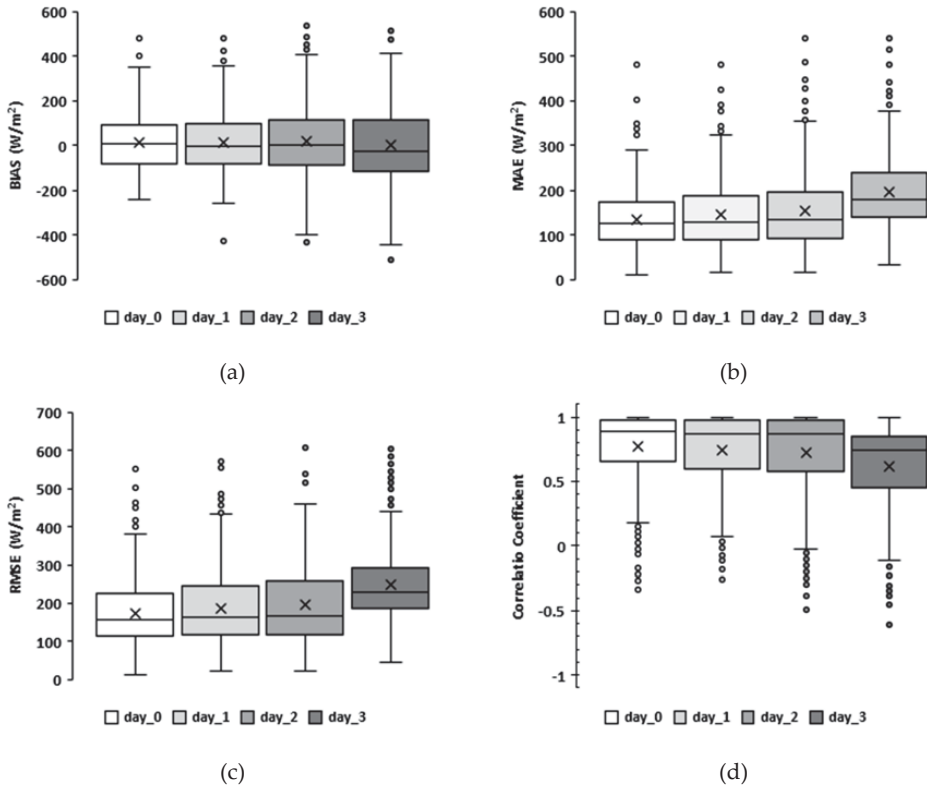 600
400
200
0
-200
-400
-600
BIAS (W/m²)
day_0 day_1 day_2 day_3
(a)
600
500
400
300
200
100
0
MAE (W/m²)
day_0 day_1 day_2 day_3
(b)
700
600
500
400
300
200
100
0
RMSE (W/m²)
day_0 day_1 day_2 day_3
(c)
1
0.5
0
-0.5
-1
Correlatio Coefficient
day_0 day_1 day_2 day_3
(d)